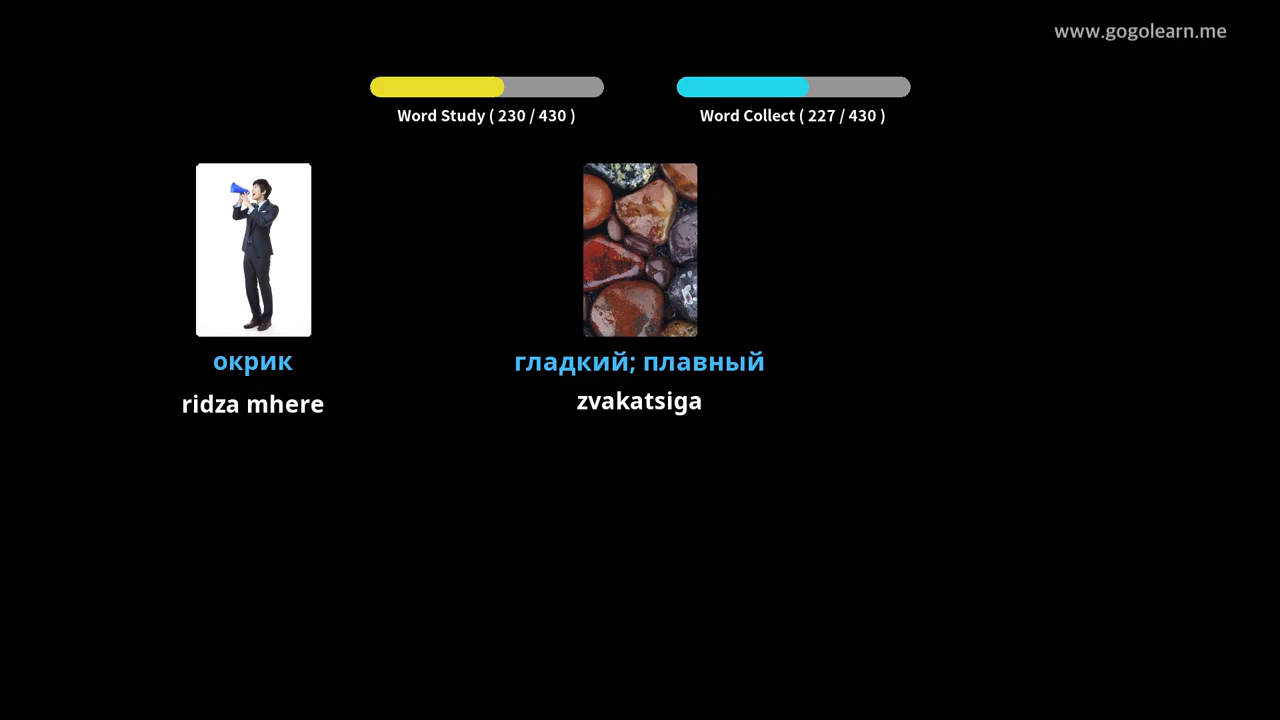 www.gogolearn.me
Word Study ( 230 / 430 )
Word Collect ( 227 / 430 )
окрик
ridza mhere
гладкий; плавный
zvakatsiga